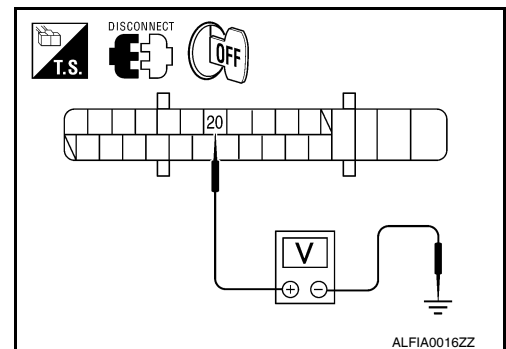 DISCONNECT
T.S.
OFF
20
V
+ −
ALFIA0016ZZ